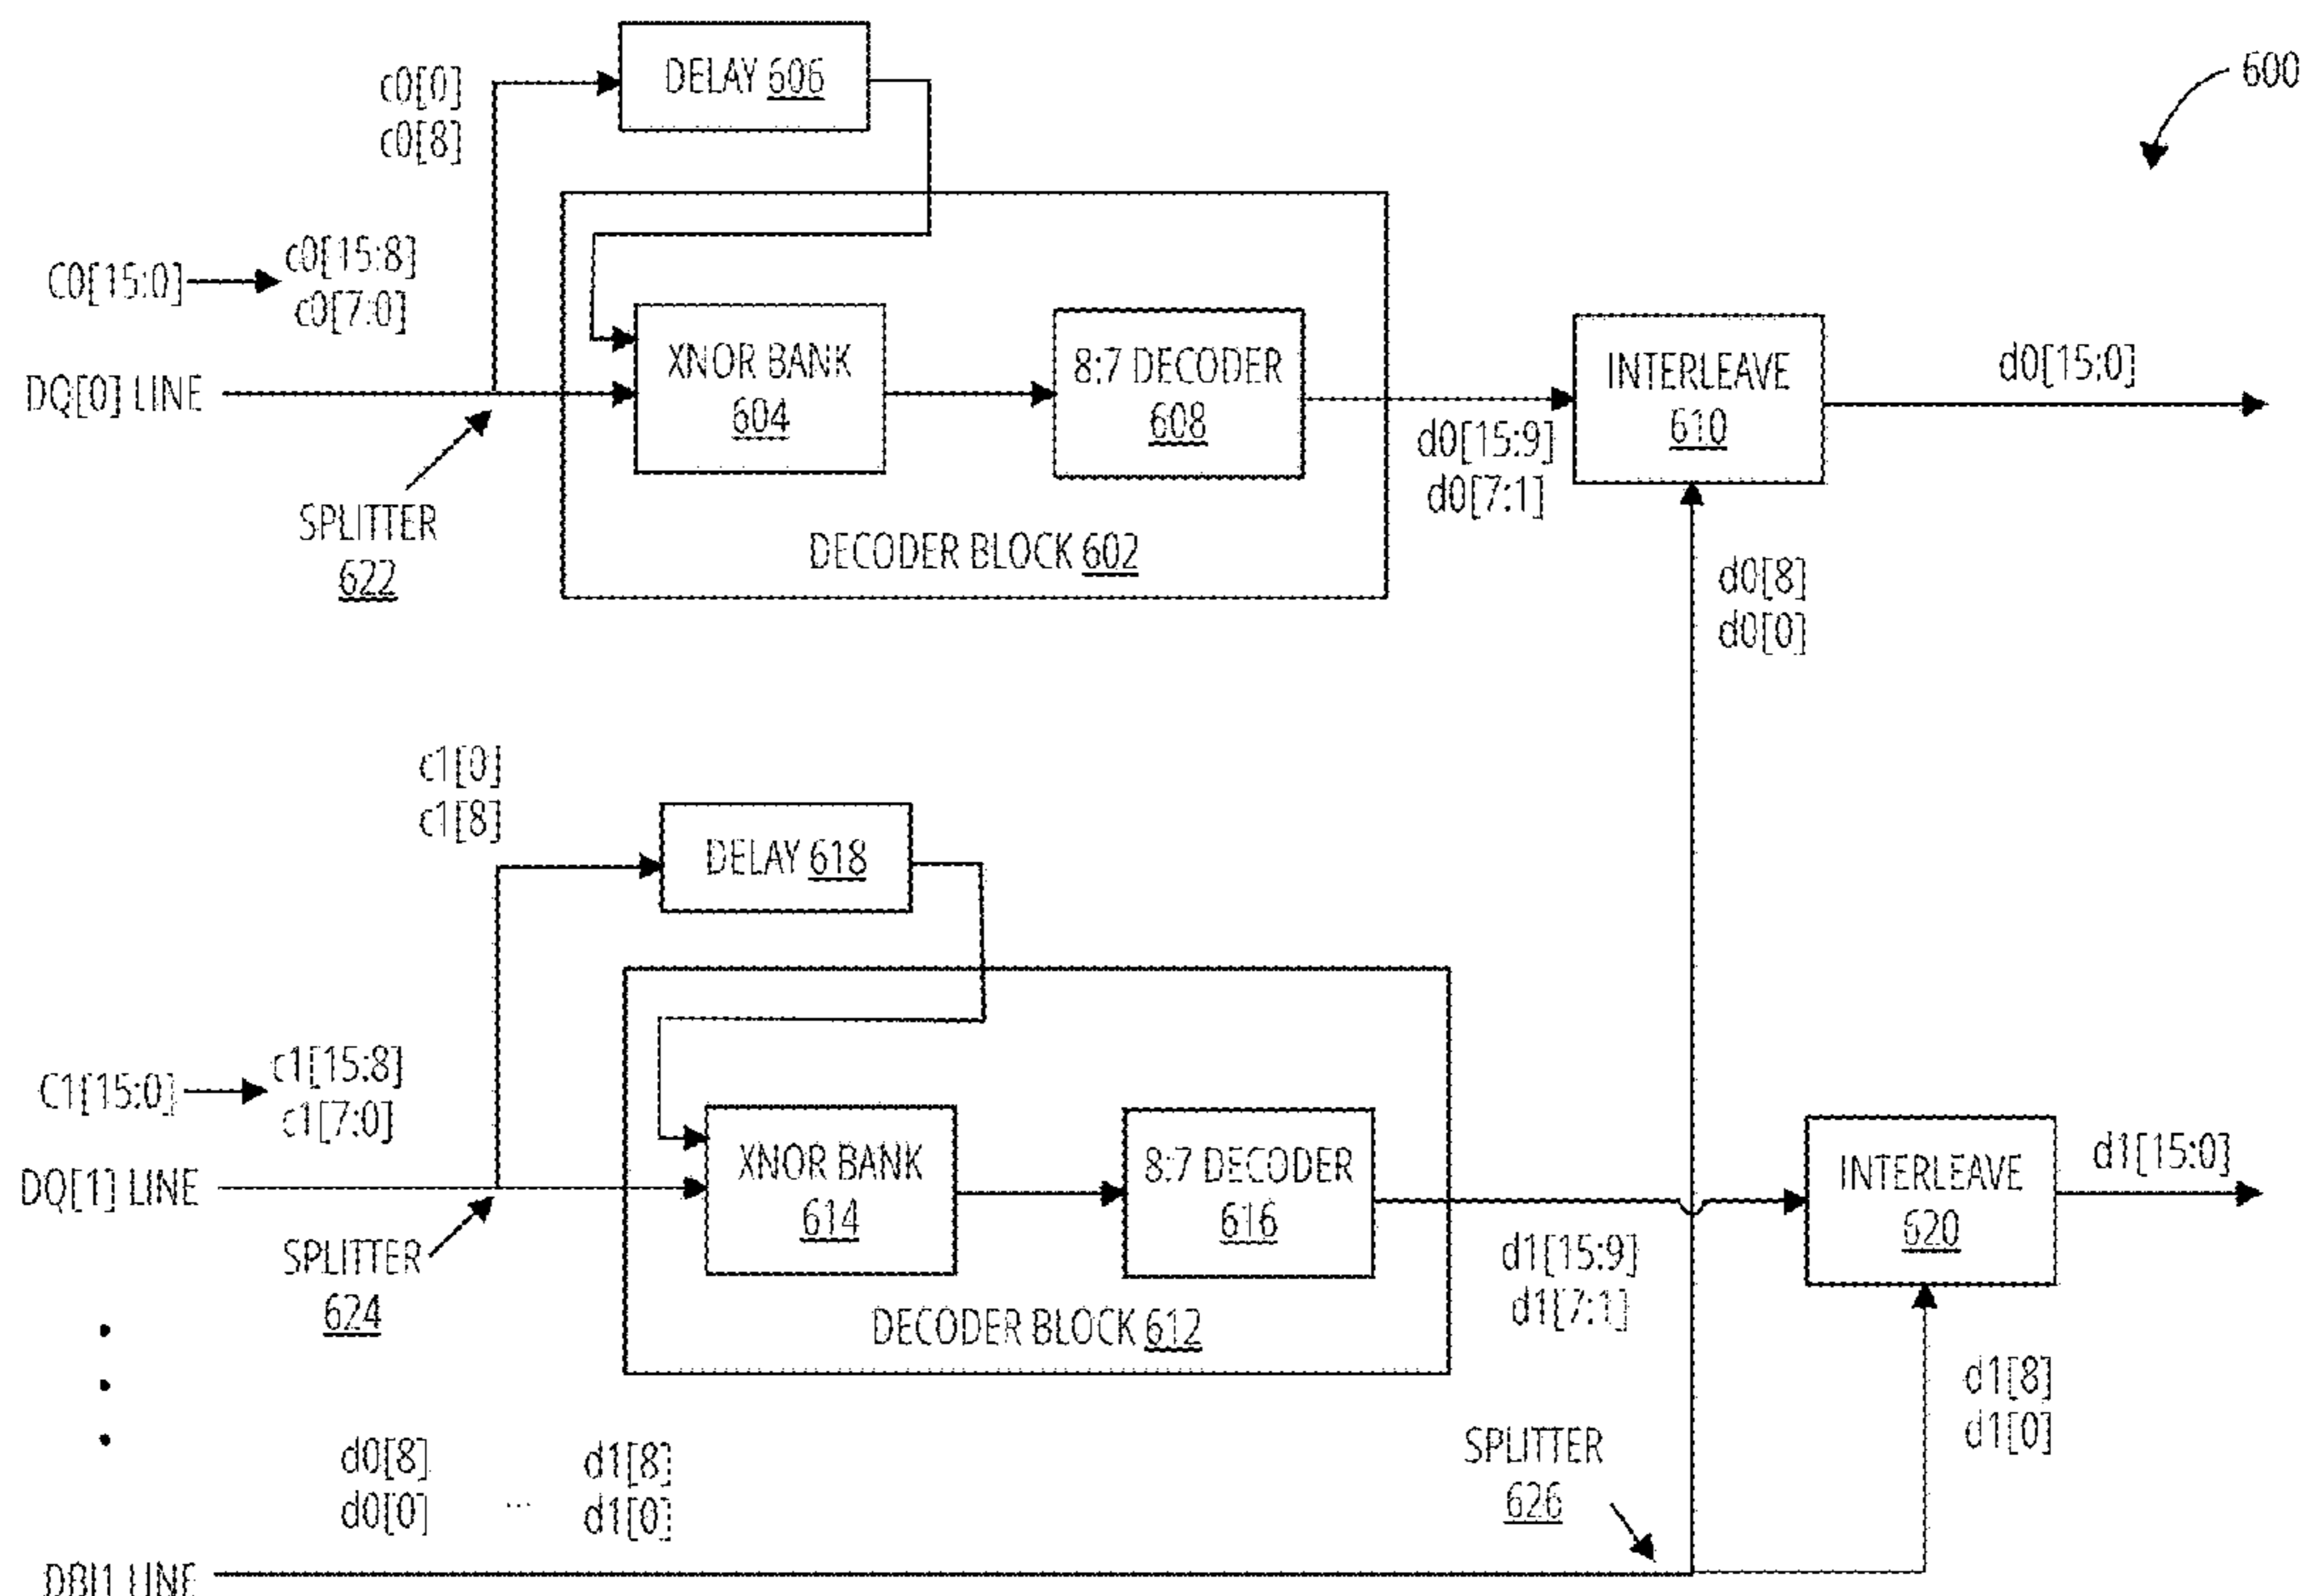 600
c0[0]
c0[8]
DELAY 606
C0[15:0]
c0[15:8]
c0[7:0]
DQ[0] LINE
SPLITTER
622
XNOR BANK
604
8:7 DECODER
608
DECODER BLOCK 602
d0[15:9]
d0[7:1]
INTERLEAVE
610
d0[15:0]
d0[8]
d0[0]
c1[0]
c1[8]
DELAY 618
C1[15:0]
c1[15:8]
c1[7:0]
DQ[1] LINE
SPLITTER
624
XNOR BANK
614
8:7 DECODER
616
DECODER BLOCK 612
d1[15:9]
d1[7:1]
INTERLEAVE
620
d1[15:0]
d1[8]
d1[0]
SPLITTER
626
d0[8]
d0[0]
...
d1[8]
d1[0]
DBI1 LINE